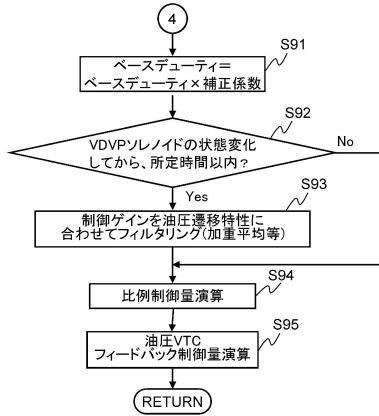 4
S91
ベースデューティ＝
ベースデューティ×補正係数
S92
VDVPソレノイドの状態変化
してから、所定時間以内？
No
Yes
S93
制御ゲインを油圧遷移特性に
合わせてフィルタリング(加重平均等)
S94
比例制御量演算
S95
油圧VTC
フィードバック制御量演算
RETURN